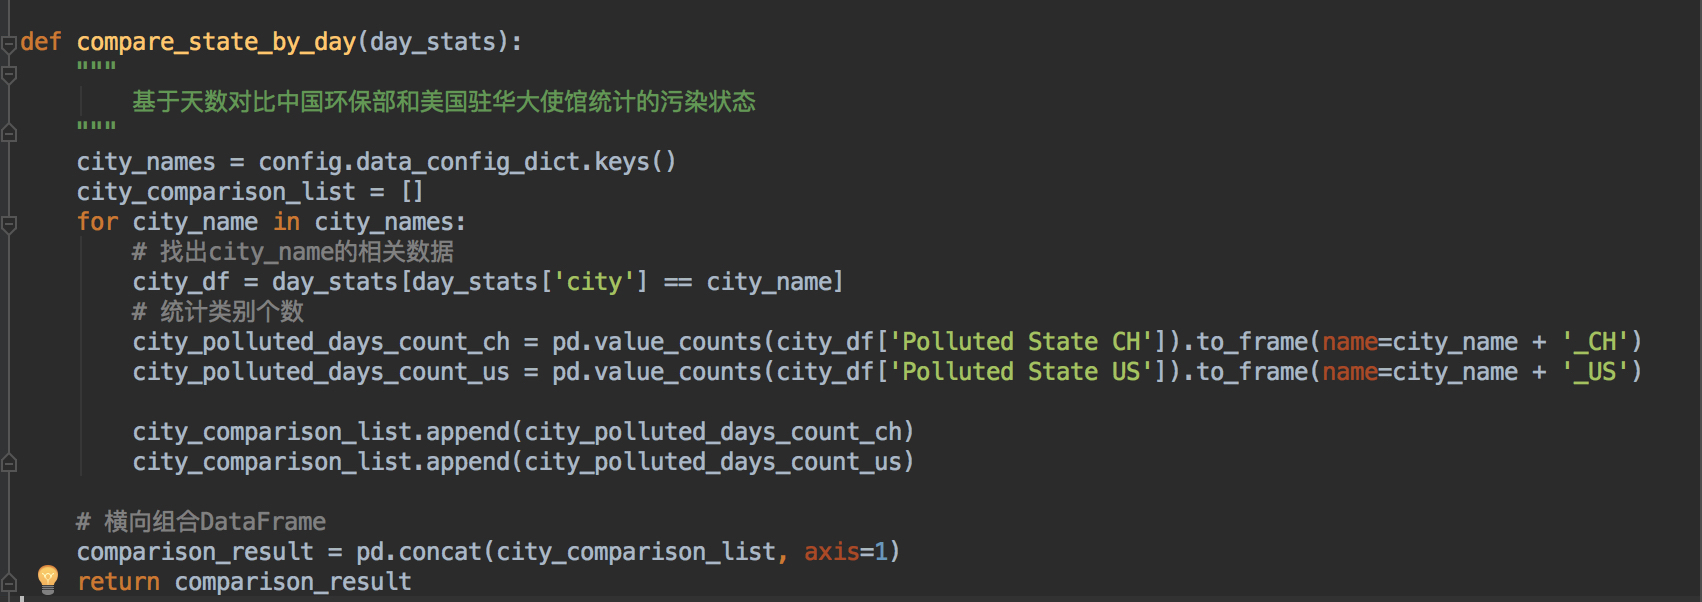 def compare_state_by_day(day_stats):
"""
基于天数对比中国环保部和美国驻华大使馆统计的污染状态
"""
city_names = config.data_config_dict.keys()
city_comparison_list = []
for city_name in city_names:
# 找出city_name的相关数据
city_df = day_stats[day_stats['city'] == city_name]
# 统计类别个数
city_polluted_days_count_ch = pd.value_counts(city_df['Polluted State CH']).to_frame(name=city_name + '_CH')
city_polluted_days_count_us = pd.value_counts(city_df['Polluted State US']).to_frame(name=city_name + '_US')
city_comparison_list.append(city_polluted_days_count_ch)
city_comparison_list.append(city_polluted_days_count_us)
# 横向组合DataFrame
comparison_result = pd.concat(city_comparison_list, axis=1)
return comparison_result